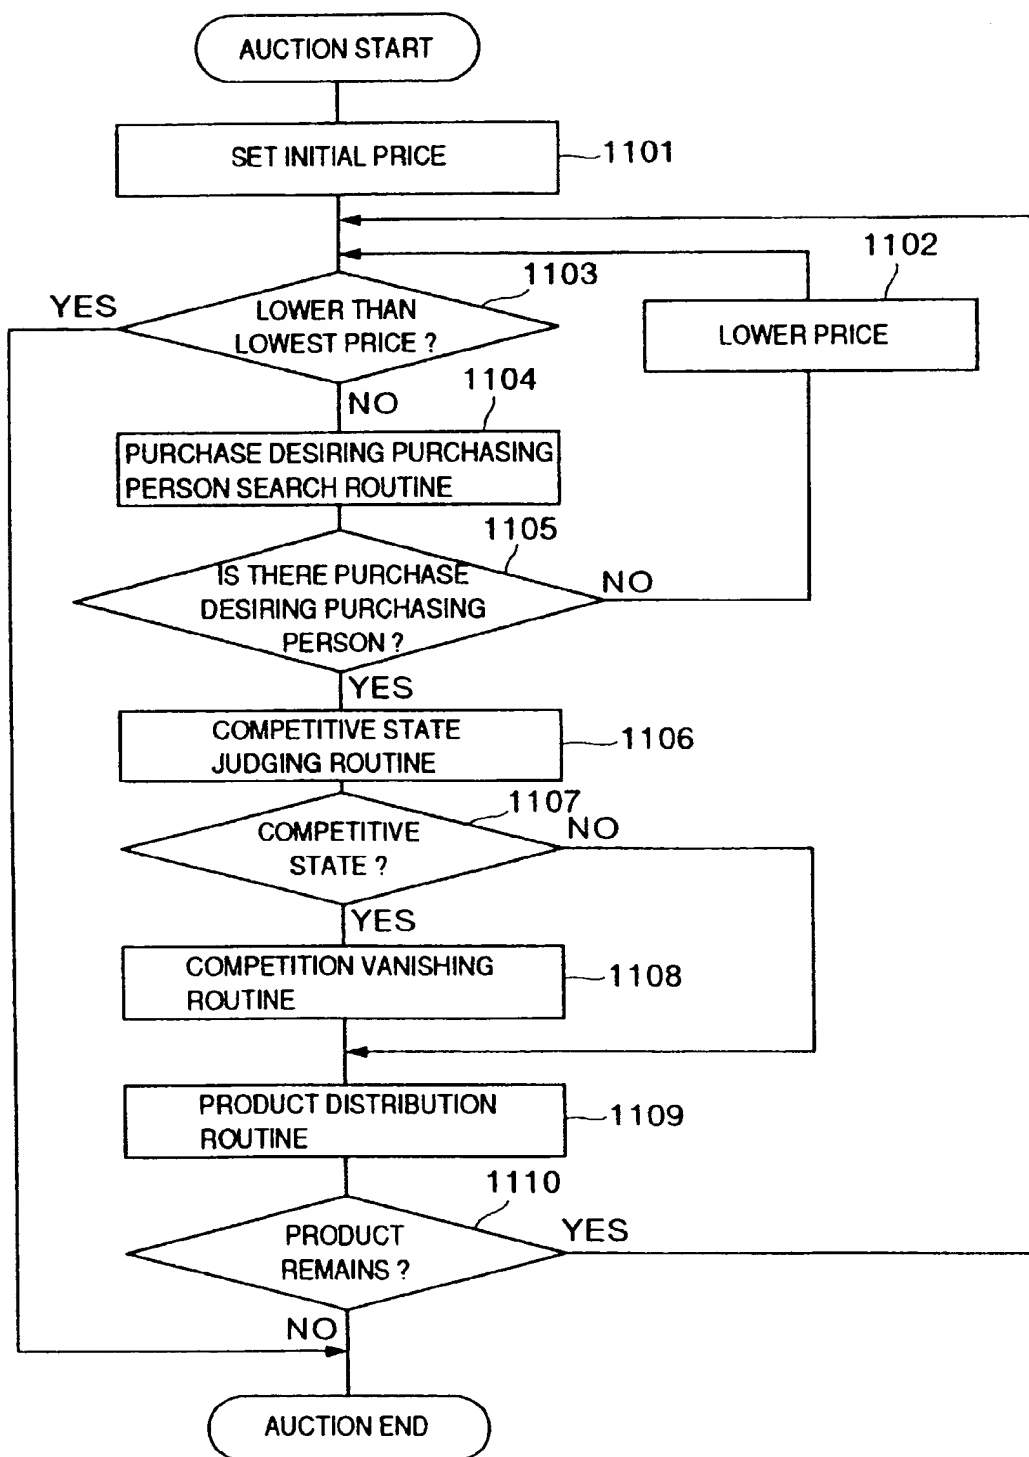 AUCTION START
SET INITIAL PRICE
1101
1102
LOWER PRICE
1103
YES
LOWER THAN
LOWEST PRICE ?
NO
1104
PURCHASE DESIRING PURCHASING
PERSON SEARCH ROUTINE
1105
IS THERE PURCHASE
DESIRING PURCHASING
PERSON ?
NO
YES
COMPETITIVE STATE
JUDGING ROUTINE
1106
1107
COMPETITIVE
STATE ?
NO
YES
COMPETITION VANISHING
ROUTINE
1108
PRODUCT DISTRIBUTION
ROUTINE
1109
1110
PRODUCT
REMAINS ?
YES
NO
AUCTION END